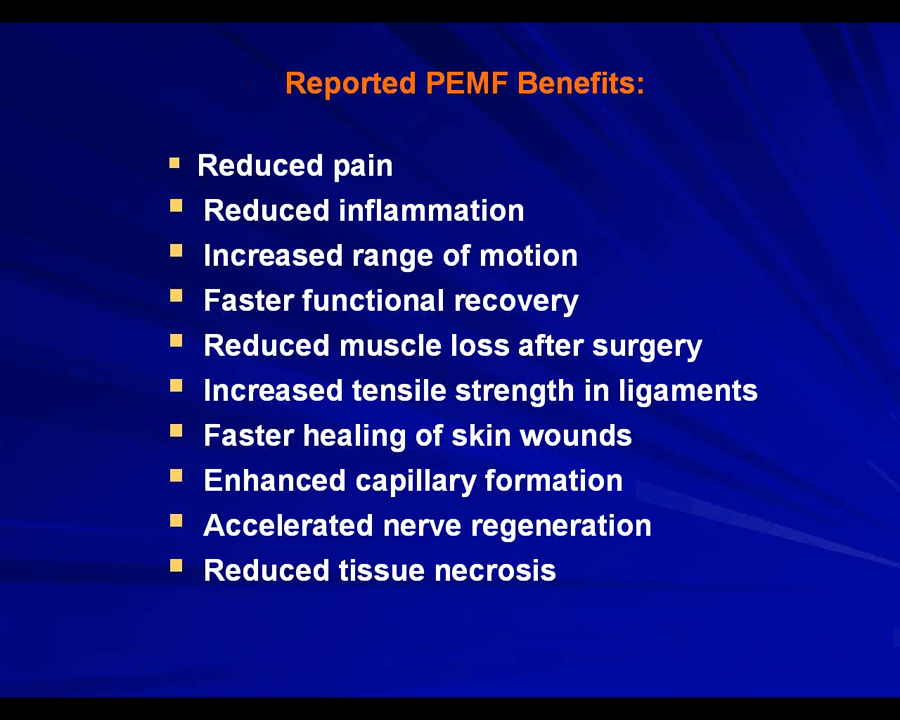 Reported PEMF Benefits:
Reduced pain
Reduced inflammation
Increased range of motion
Faster functional recovery
Reduced muscle loss after surgery
Increased tensile strength in ligaments
Faster healing of skin wounds
Enhanced capillary formation
Accelerated nerve regeneration
Reduced tissue necrosis